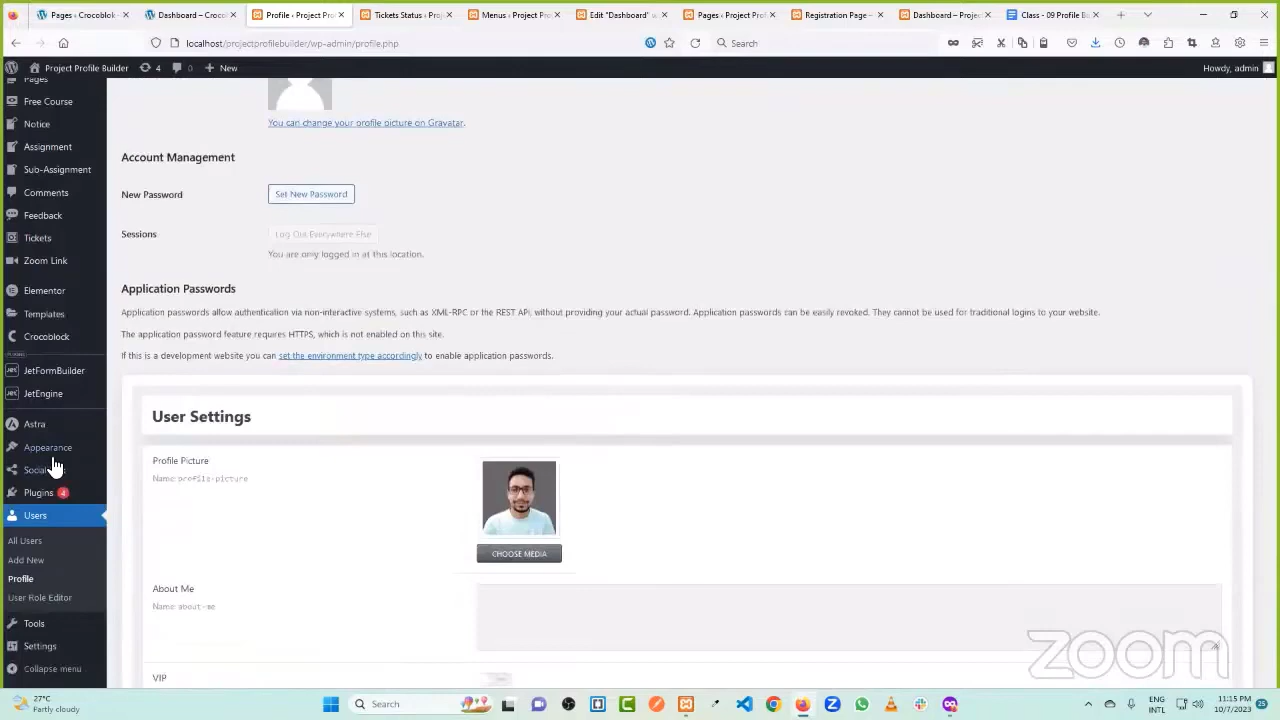 Pages ‹ Crocoblock —
Dashboard ‹ Croco
Profile ‹ Project Pro
Tickets Status ‹ Proj
Menus ‹ Project Pro
Edit "Dashboard" w
Pages ‹ Project Prof
Registration Page –
Dashboard – Project
Class - 09 Profile Bu
localhost/projectprofilebuilder/wp-admin/profile.php
Search
Project Profile Builder
4
0
New
Howdy, admin
Pages
Free Course
Notice
Assignment
Sub-Assignment
Comments
Feedback
Tickets
Zoom Link
Elementor
Templates
Crocoblock
JetFormBuilder
JetEngine
Astra
Appearance
Social
Plugins 4
Users
All Users
Add New
Profile
User Role Editor
Tools
Settings
Collapse menu
You can change your profile picture on Gravatar.
Account Management
New Password
Set New Password
Sessions
Log Out Everywhere Else
You are only logged in at this location.
Application Passwords
Application passwords allow authentication via non-interactive systems, such as XML-RPC or the REST API, without providing your actual password. Application passwords can be easily revoked. They cannot be used for traditional logins to your website.
The application password feature requires HTTPS, which is not enabled on this site.
If this is a development website you can set the environment type accordingly to enable application passwords.
User Settings
Profile Picture
Name: profile-picture
CHOOSE MEDIA
About Me
Name: about-me
VIP
zoom
27°C
Partly cloudy
Search
ENG
INTL
11:15 PM
10/7/2023
25